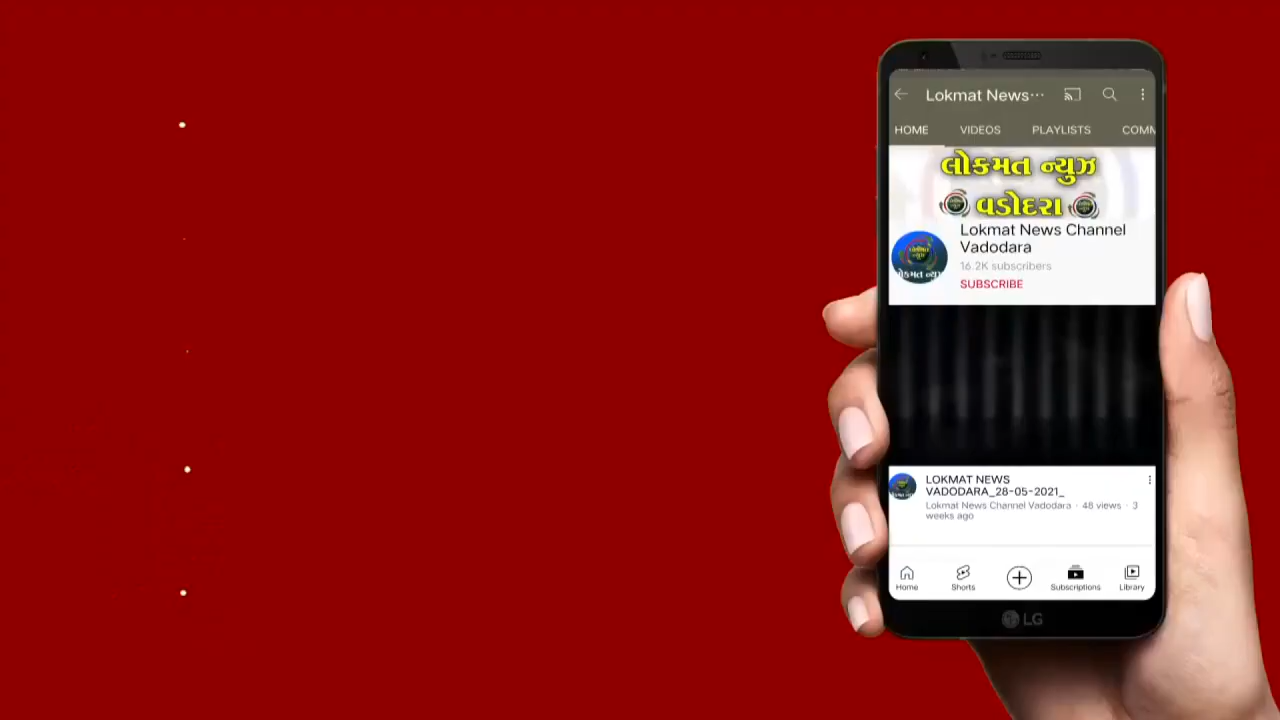 Lokmat News···
HOME VIDEOS PLAYLISTS COMM
લોકમત ન્યુઝ
વડોદરા
Lokmat News Channel
Vadodara
16.2K subscribers
SUBSCRIBE
LOKMAT NEWS
VADODARA_28-05-2021_
Lokmat News Channel Vadodara · 48 views · 3
weeks ago
Home Shorts Subscriptions Library
LG